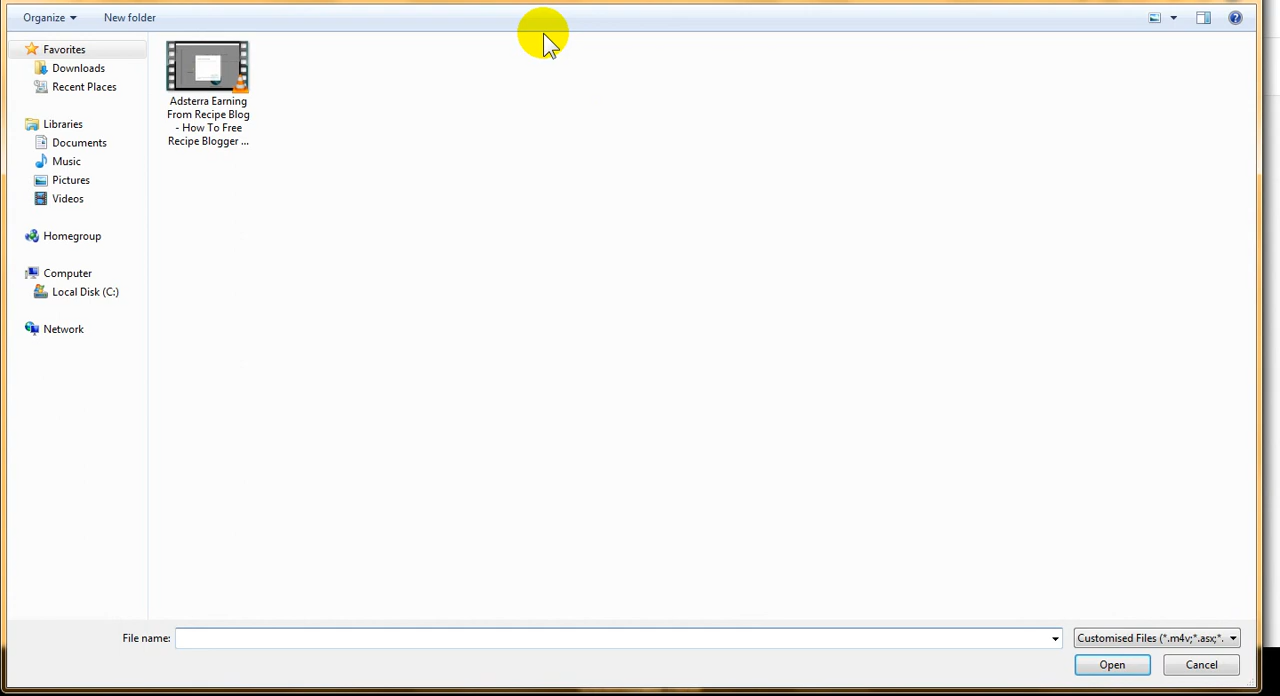 Organize
New folder
Favorites
Downloads
Recent Places
Libraries
Documents
Music
Pictures
Videos
Homegroup
Computer
Local Disk (C:)
Network
Adsterra Earning
From Recipe Blog
- How To Free
Recipe Blogger ...
File name:
Customised Files (*.m4v;*.asx;*.
Open
Cancel